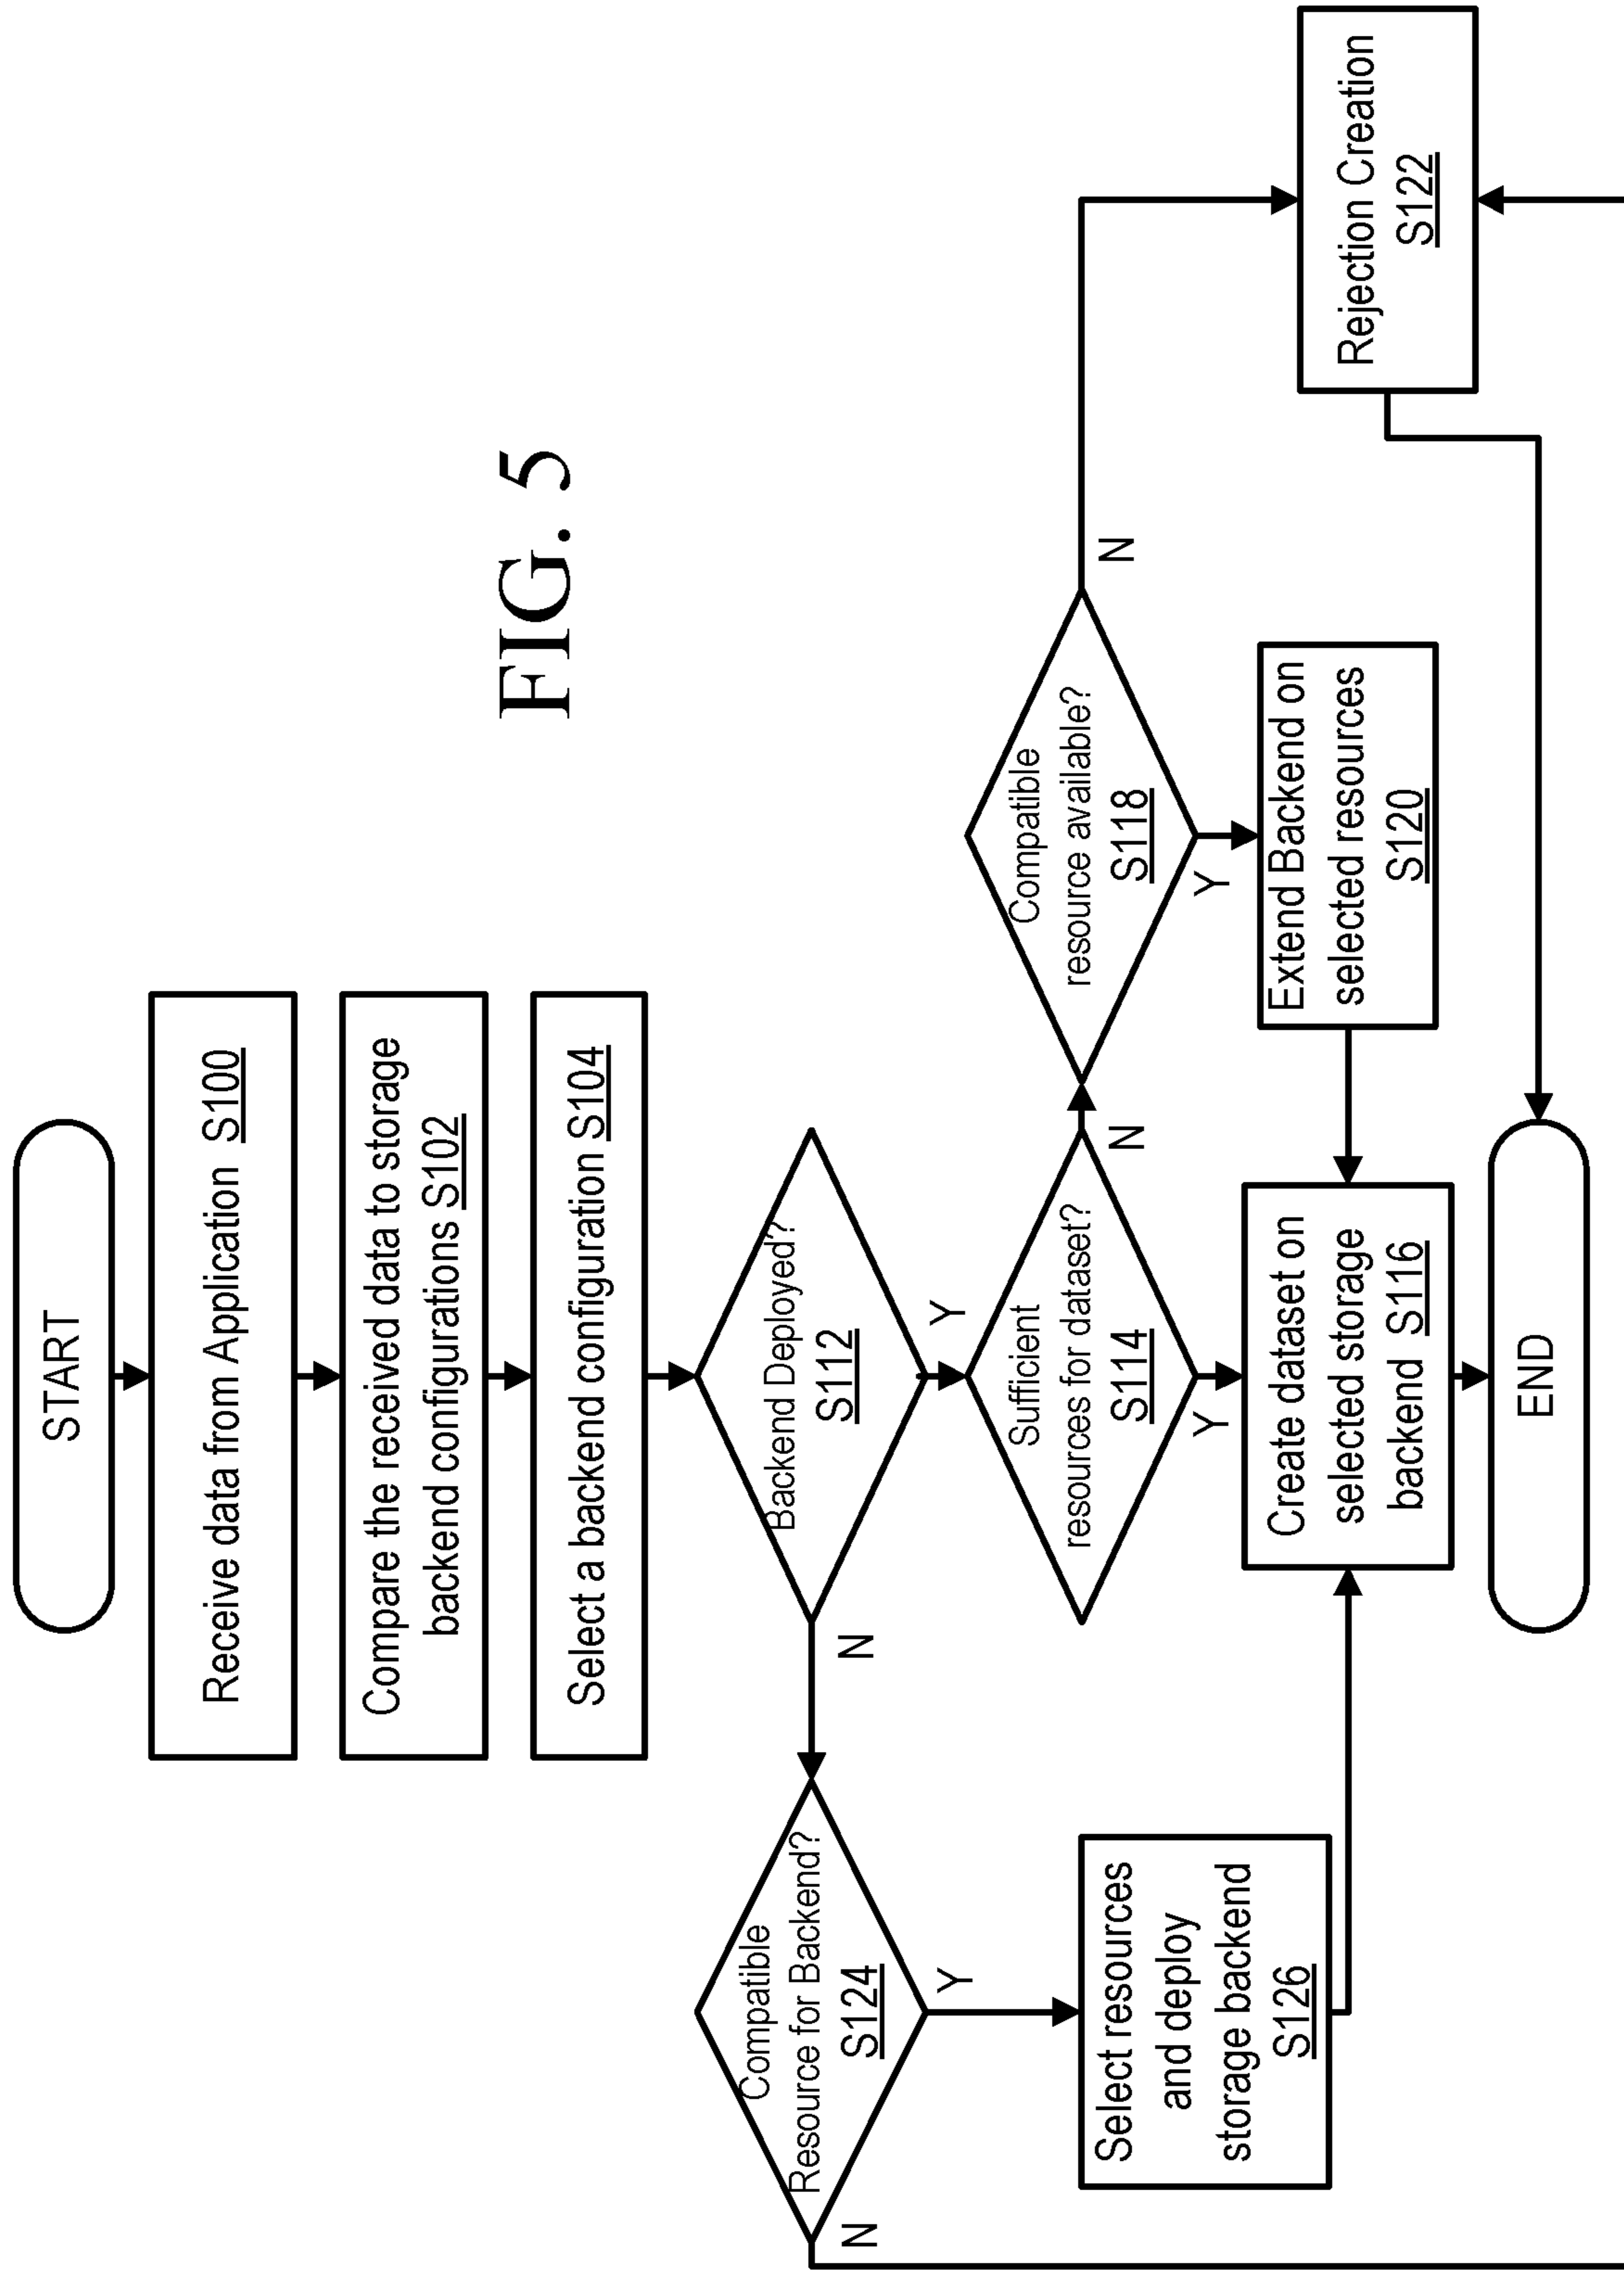 FIG. 5
START
Receive data from Application S100
Compare the received data to storage
backend configurations S102
Select a backend configuration S104
Backend Deployed?
S112
N
Y
Compatible
Resource for Backend?
S124
N
Y
Select resources
and deploy
storage backend
S126
Sufficient
resources for dataset?
S114
N
Y
Compatible
resource available?
S118
N
Y
Create dataset on
selected storage
backend S116
Extend Backend on
selected resources
S120
Rejection Creation
S122
END